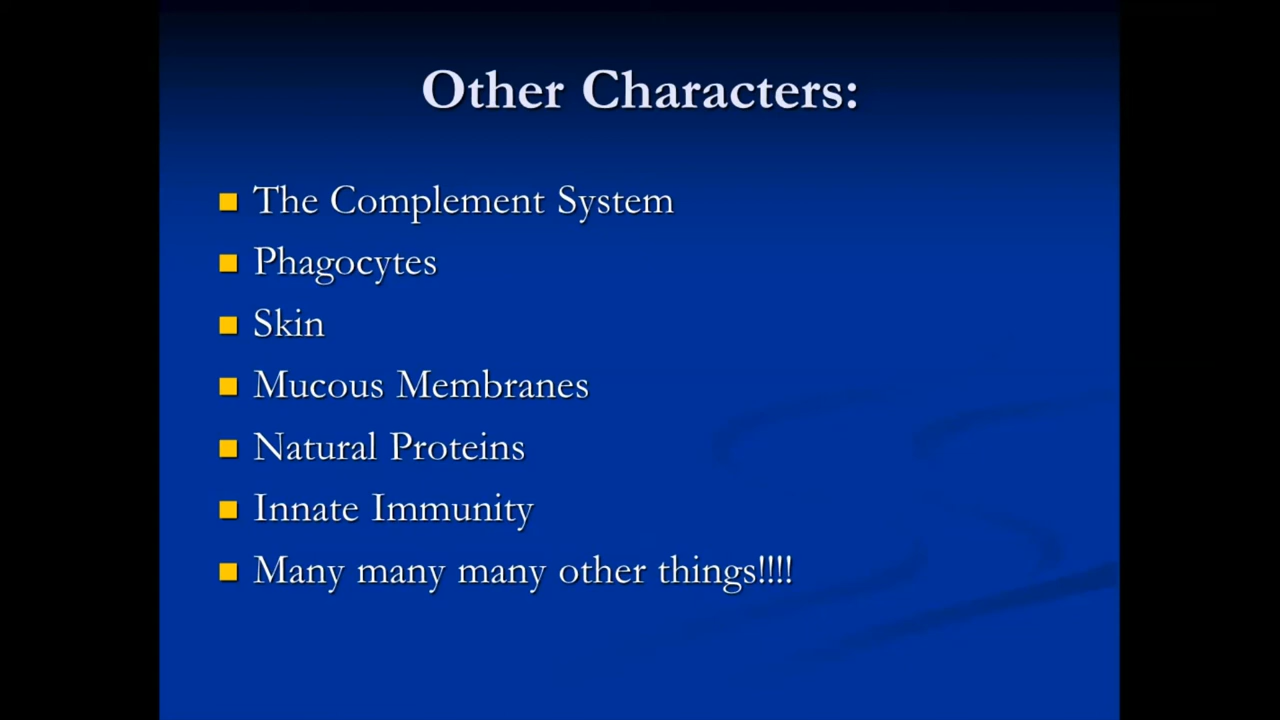 Other Characters:
The Complement System
Phagocytes
Skin
Mucous Membranes
Natural Proteins
Innate Immunity
Many many many other things!!!!